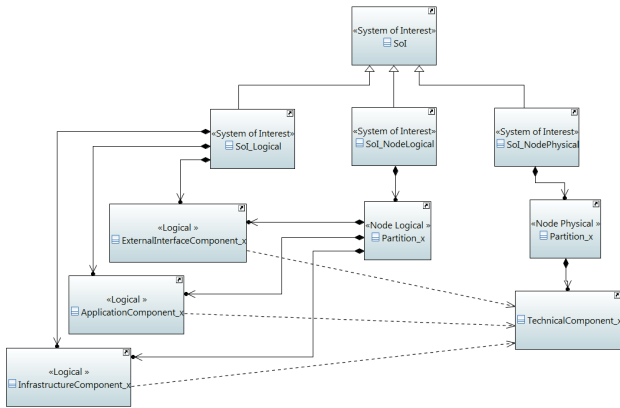 «System of Interest»
SoI
«System of Interest»
SoI_Logical
«System of Interest»
SoI_NodeLogical
«System of Interest»
SoI_NodePhysical
«Logical »
ExternalInterfaceComponent_x
«Node Logical »
Partition_x
«Node Physical »
Partition_x
«Logical »
ApplicationComponent_x
TechnicalComponent_x
«Logical »
InfrastructureComponent_x